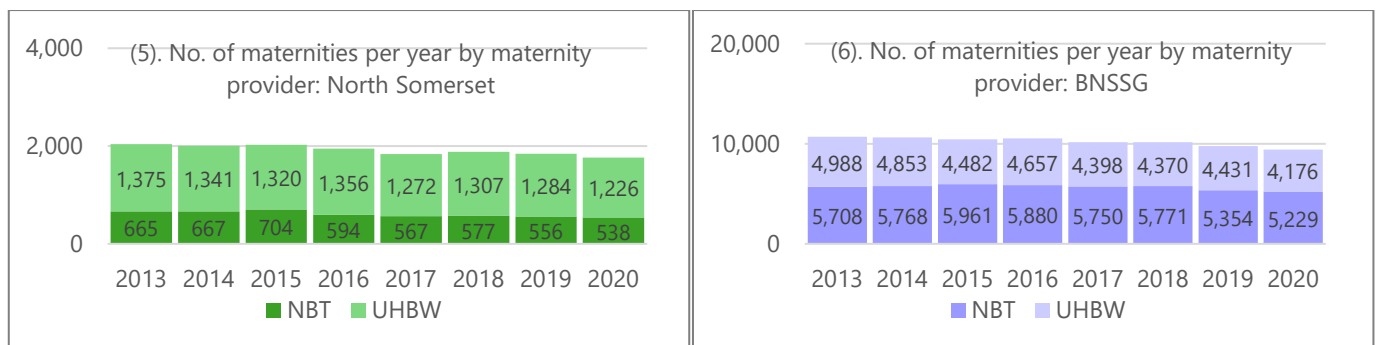 (5). No. of maternities per year by maternity
provider: North Somerset
4,000
2,000
0
1,375 1,341 1,320 1,356 1,272 1,307 1,284 1,226
665 667 704 594 567 577 556 538
2013 2014 2015 2016 2017 2018 2019 2020
NBT UHBW
(6). No. of maternities per year by maternity
provider: BNSSG
20,000
10,000
0
4,988 4,853 4,482 4,657 4,398 4,370 4,431 4,176
5,708 5,768 5,961 5,880 5,750 5,771 5,354 5,229
2013 2014 2015 2016 2017 2018 2019 2020
NBT UHBW